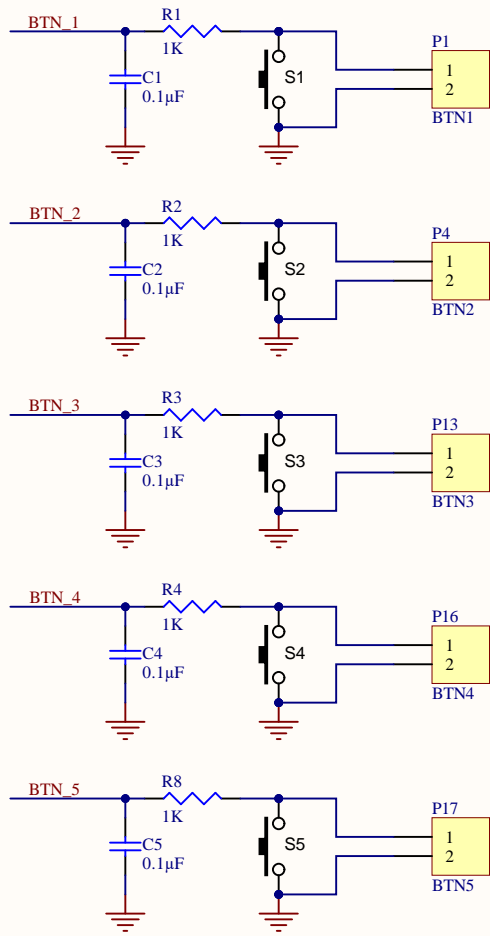 BTN_1
R1
1K
C1
0.1µF
S1
P1
1
2
BTN1
BTN_2
R2
1K
C2
0.1µF
S2
P4
1
2
BTN2
BTN_3
R3
1K
C3
0.1µF
S3
P13
1
2
BTN3
BTN_4
R4
1K
C4
0.1µF
S4
P16
1
2
BTN4
BTN_5
R8
1K
C5
0.1µF
S5
P17
1
2
BTN5